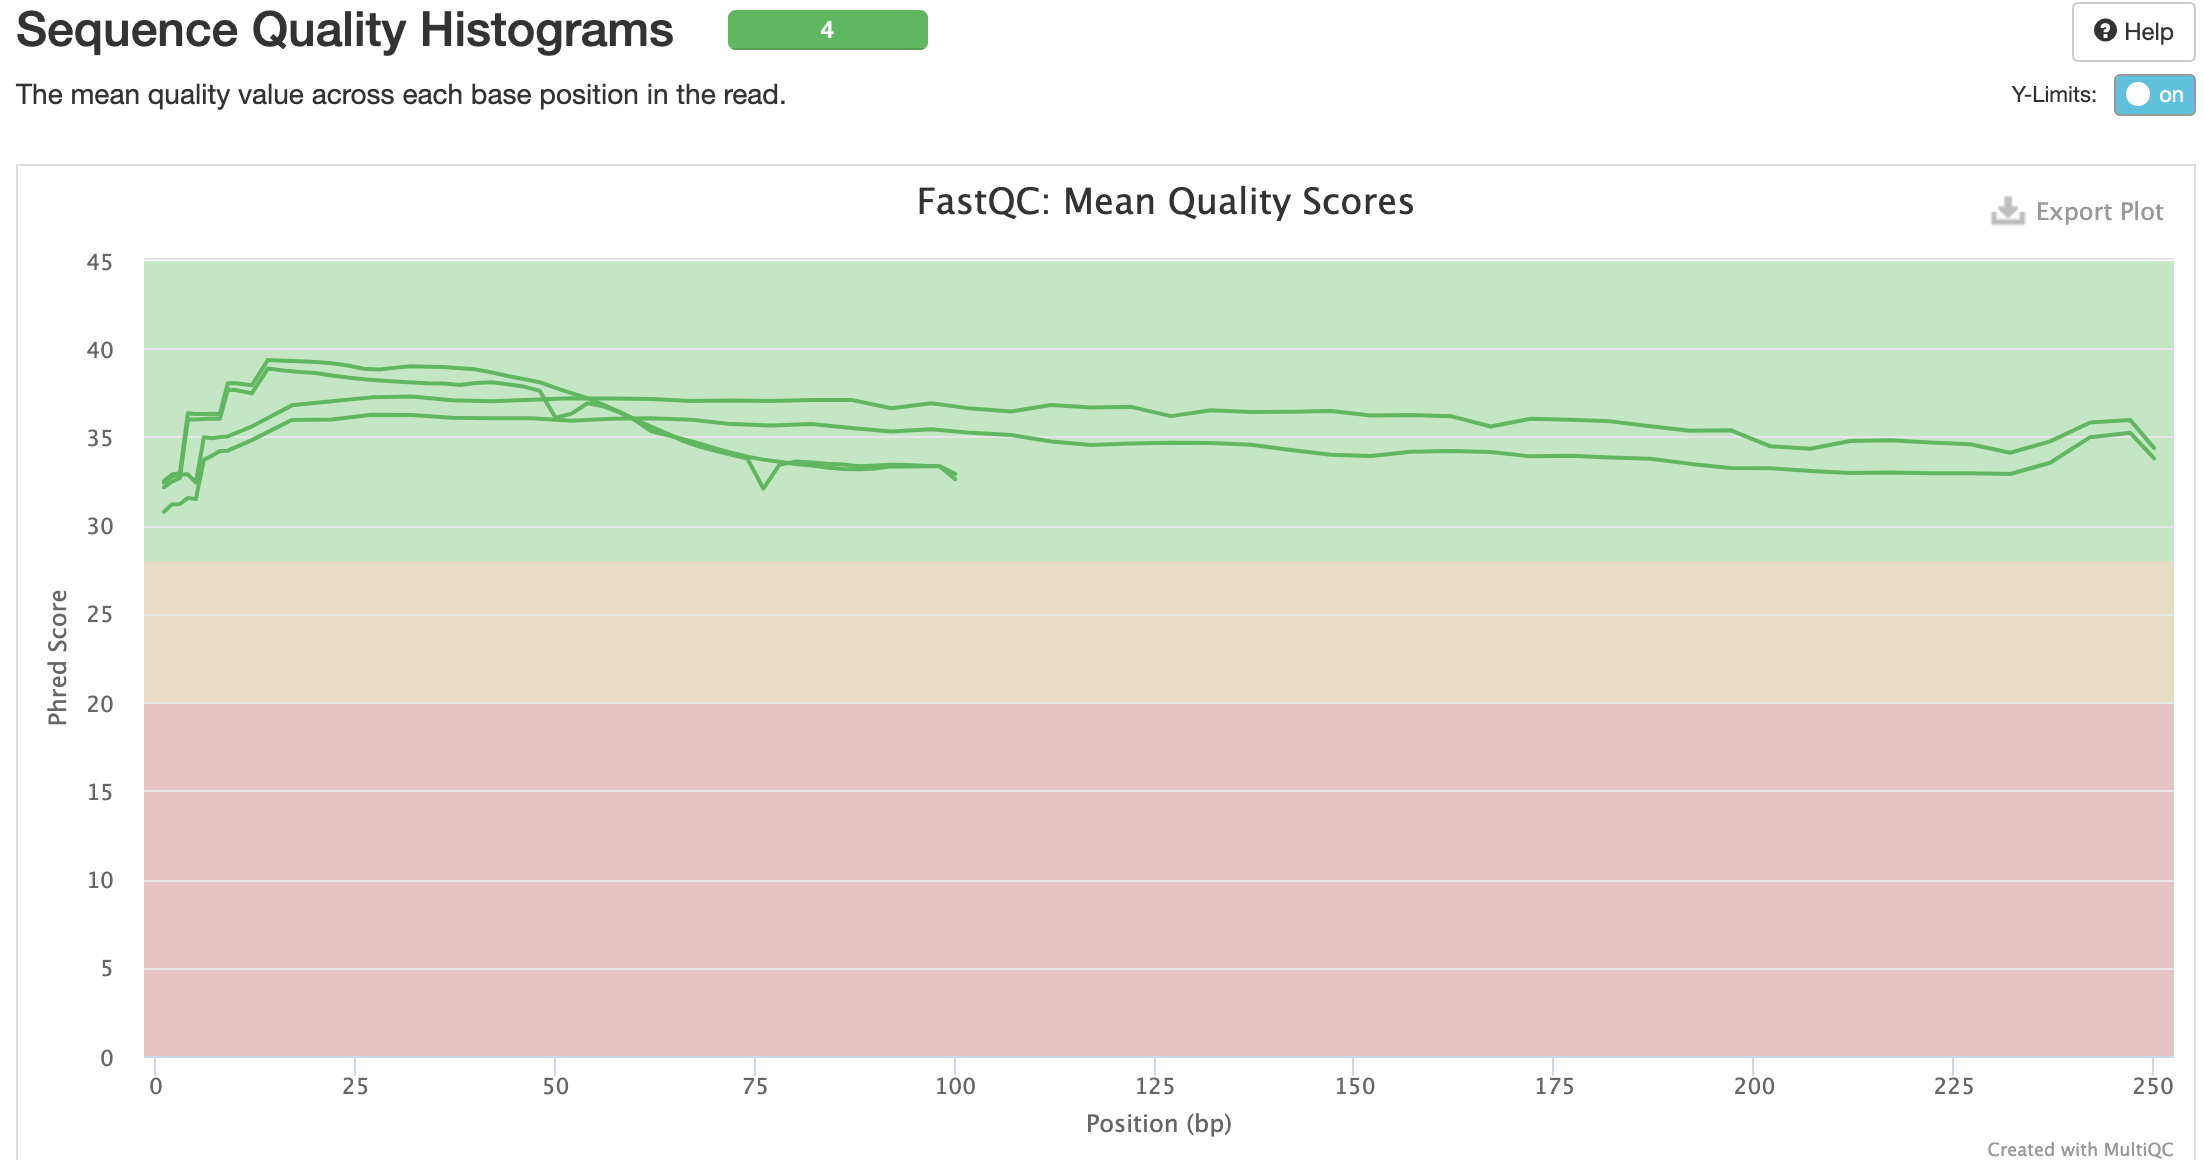 Sequence Quality Histograms
4
Help
The mean quality value across each base position in the read.
Y-Limits: on
FastQC: Mean Quality Scores
Export Plot
Phred Score
45
40
35
30
25
20
15
10
5
0
0 25 50 75 100 125 150 175 200 225 250
Position (bp)
Created with MultiQC